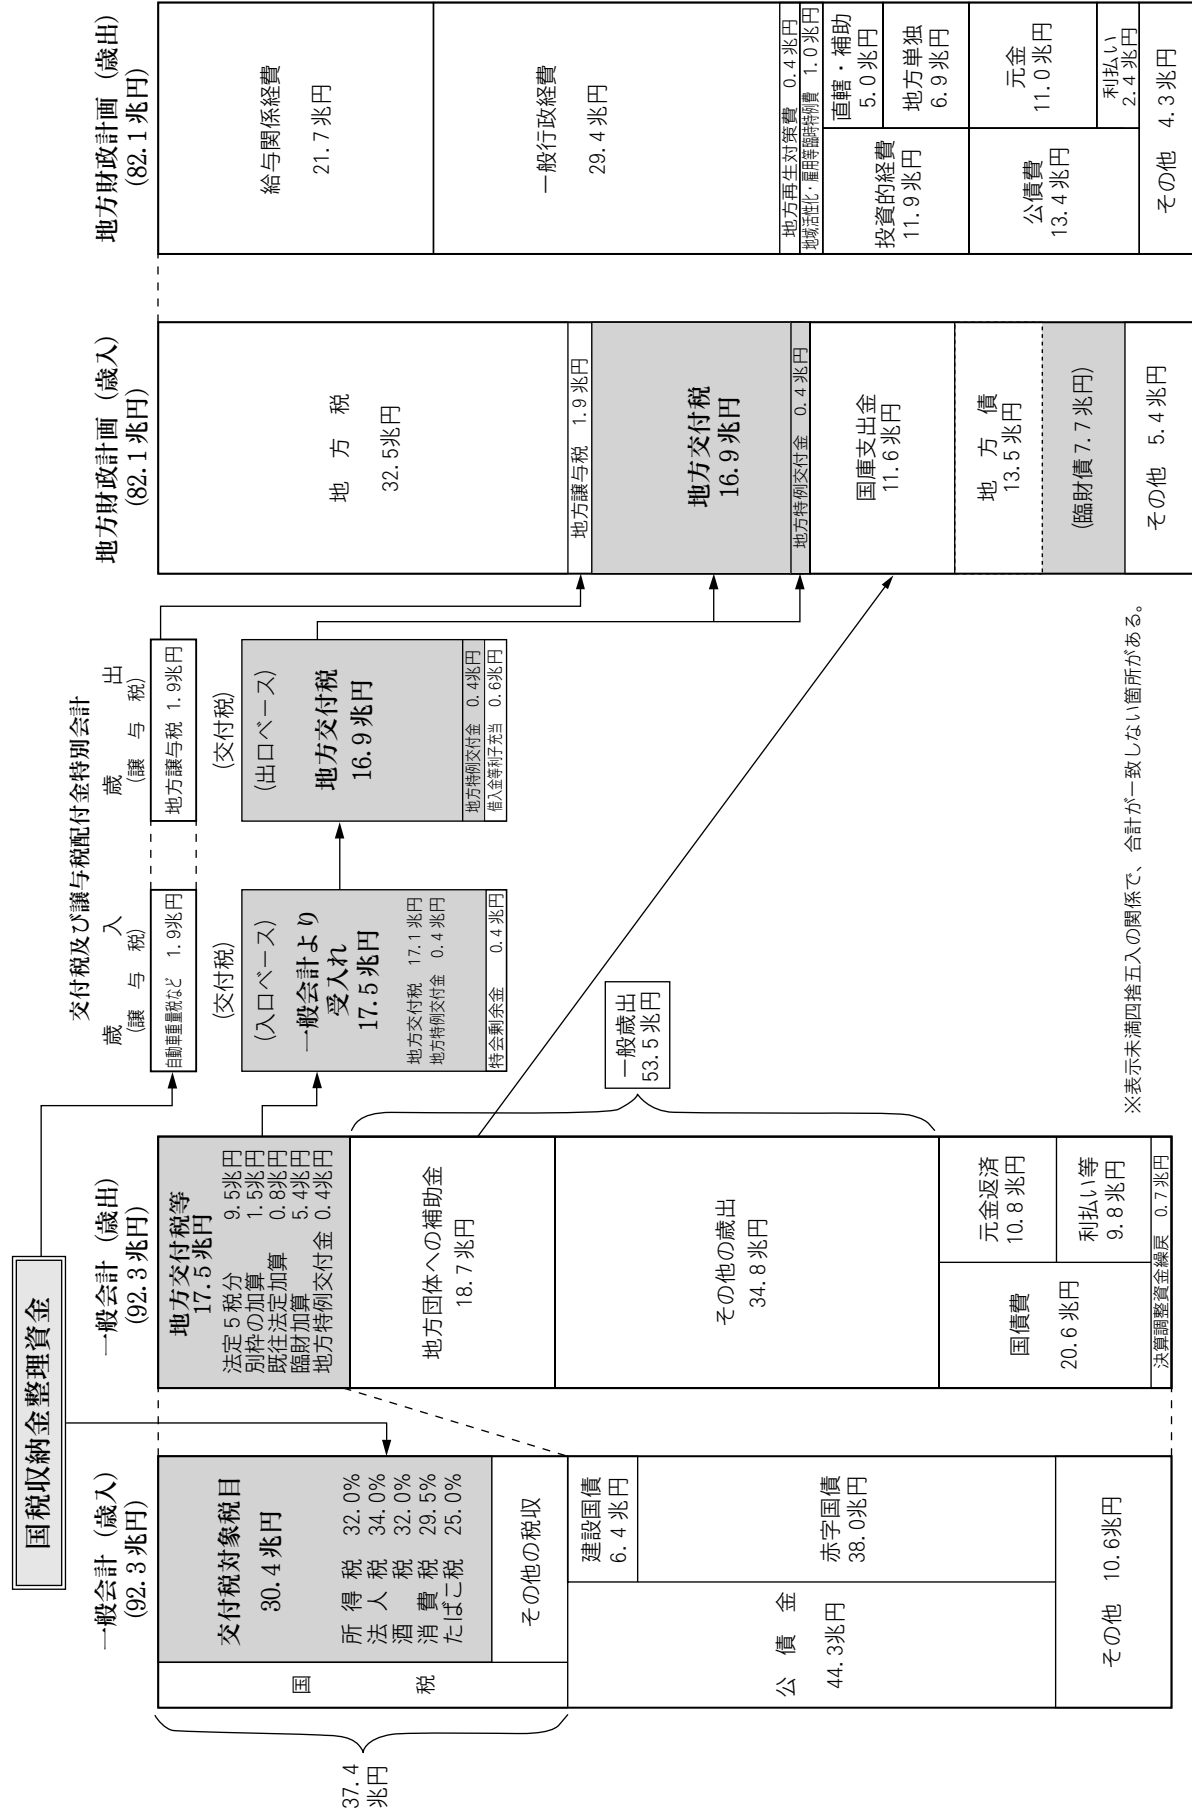 国税収納金整理資金
一般会計（歳入）
(92.3兆円)
37.4
兆円
国　税
交付税対象税目
30.4兆円
所得税　32.0%
法人税　34.0%
酒税　32.0%
消費税　29.5%
たばこ税　25.0%
その他の税収
公債金
44.3兆円
建設国債
6.4兆円
赤字国債
38.0兆円
その他　10.6兆円
一般会計（歳出）
(92.3兆円)
地方交付税等
17.5兆円
法定5税分　9.5兆円
別枠の加算　1.5兆円
既往法定加算　0.8兆円
臨財加算　5.4兆円
地方特例交付金　0.4兆円
地方団体への補助金
18.7兆円
その他の歳出
34.8兆円
国債費
20.6兆円
元金返済
10.8兆円
利払い等
9.8兆円
決算調整資金繰戻　0.7兆円
一般歳出
53.5兆円
交付税及び譲与税配付金特別会計
歳入
(譲与税)
自動車重量税など　1.9兆円
(交付税)
(入口ベース)
一般会計より
受入れ
17.5兆円
地方交付税　17.1兆円
地方特例交付金　0.4兆円
特会剰余金　0.4兆円
歳出
(譲与税)
地方譲与税　1.9兆円
(交付税)
(出口ベース)
地方交付税
16.9兆円
地方特例交付金　0.4兆円
借入金等利子充当　0.6兆円
地方財政計画（歳入）
(82.1兆円)
地方税
32.5兆円
地方譲与税　1.9兆円
地方交付税
16.9兆円
地方特例交付金　0.4兆円
国庫支出金
11.6兆円
地方債
13.5兆円
(臨財債7.7兆円)
その他　5.4兆円
地方財政計画（歳出）
(82.1兆円)
給与関係経費
21.7兆円
一般行政経費
29.4兆円
地方再生対策費　0.4兆円
地域活性化・雇用等臨時特例費　1.0兆円
投資的経費
11.9兆円
直轄・補助
5.0兆円
地方単独
6.9兆円
公債費
13.4兆円
元金
11.0兆円
利払い
2.4兆円
その他　4.3兆円
※表示未満四捨五入の関係で、合計が一致しない箇所がある。